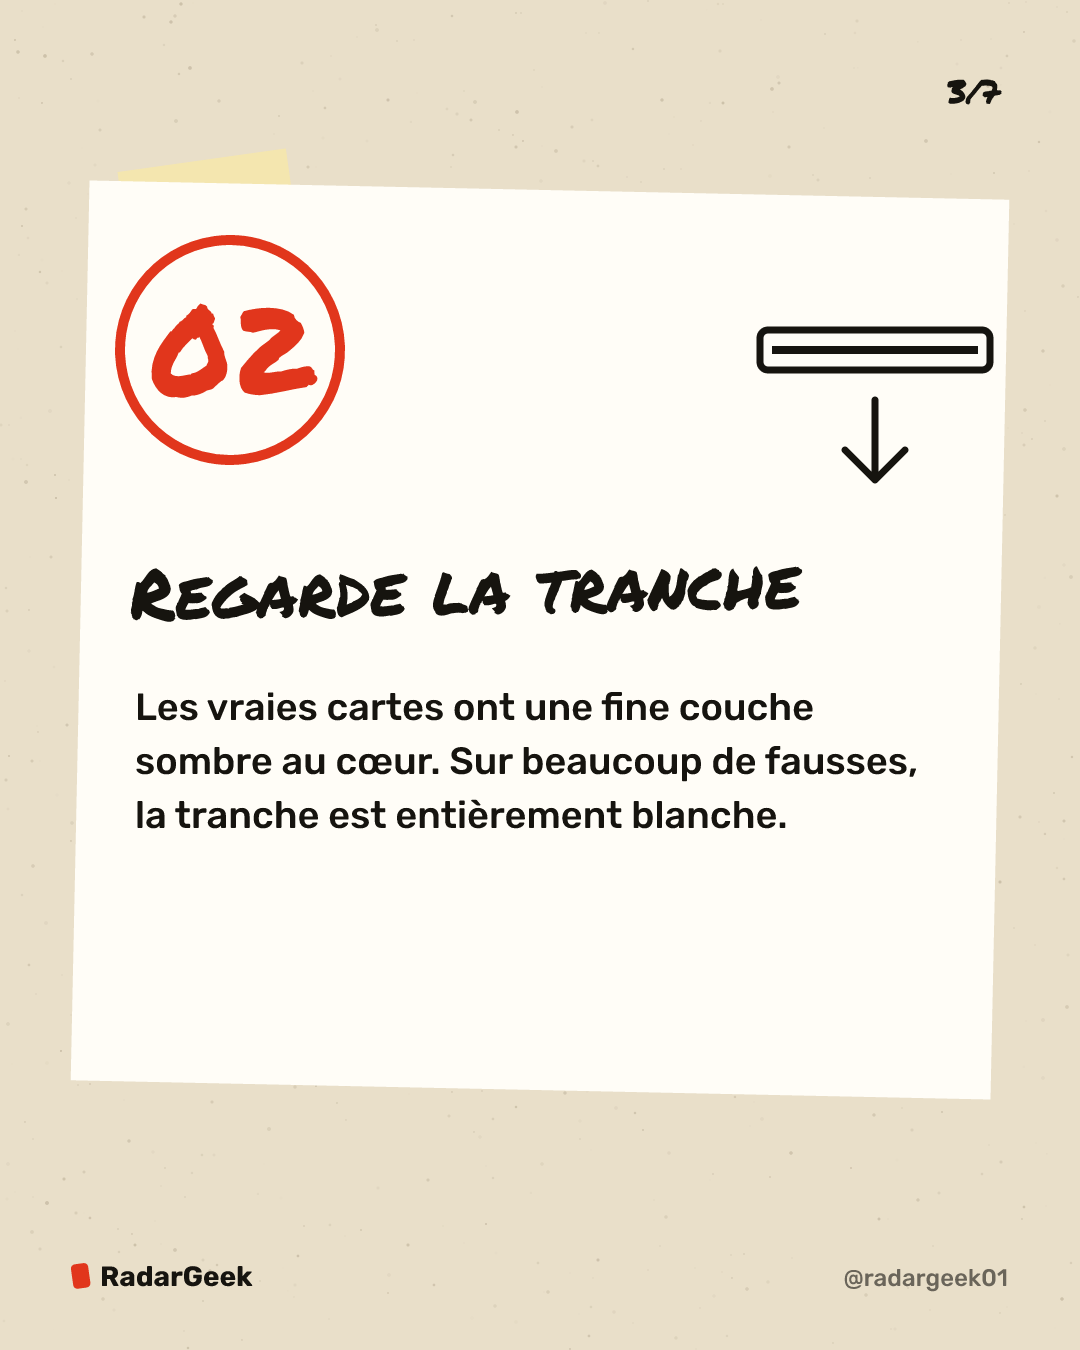 3/7
02
Regarde la tranche
Les vraies cartes ont une fine couche
sombre au cœur. Sur beaucoup de fausses,
la tranche est entièrement blanche.
RadarGeek
@radargeek01